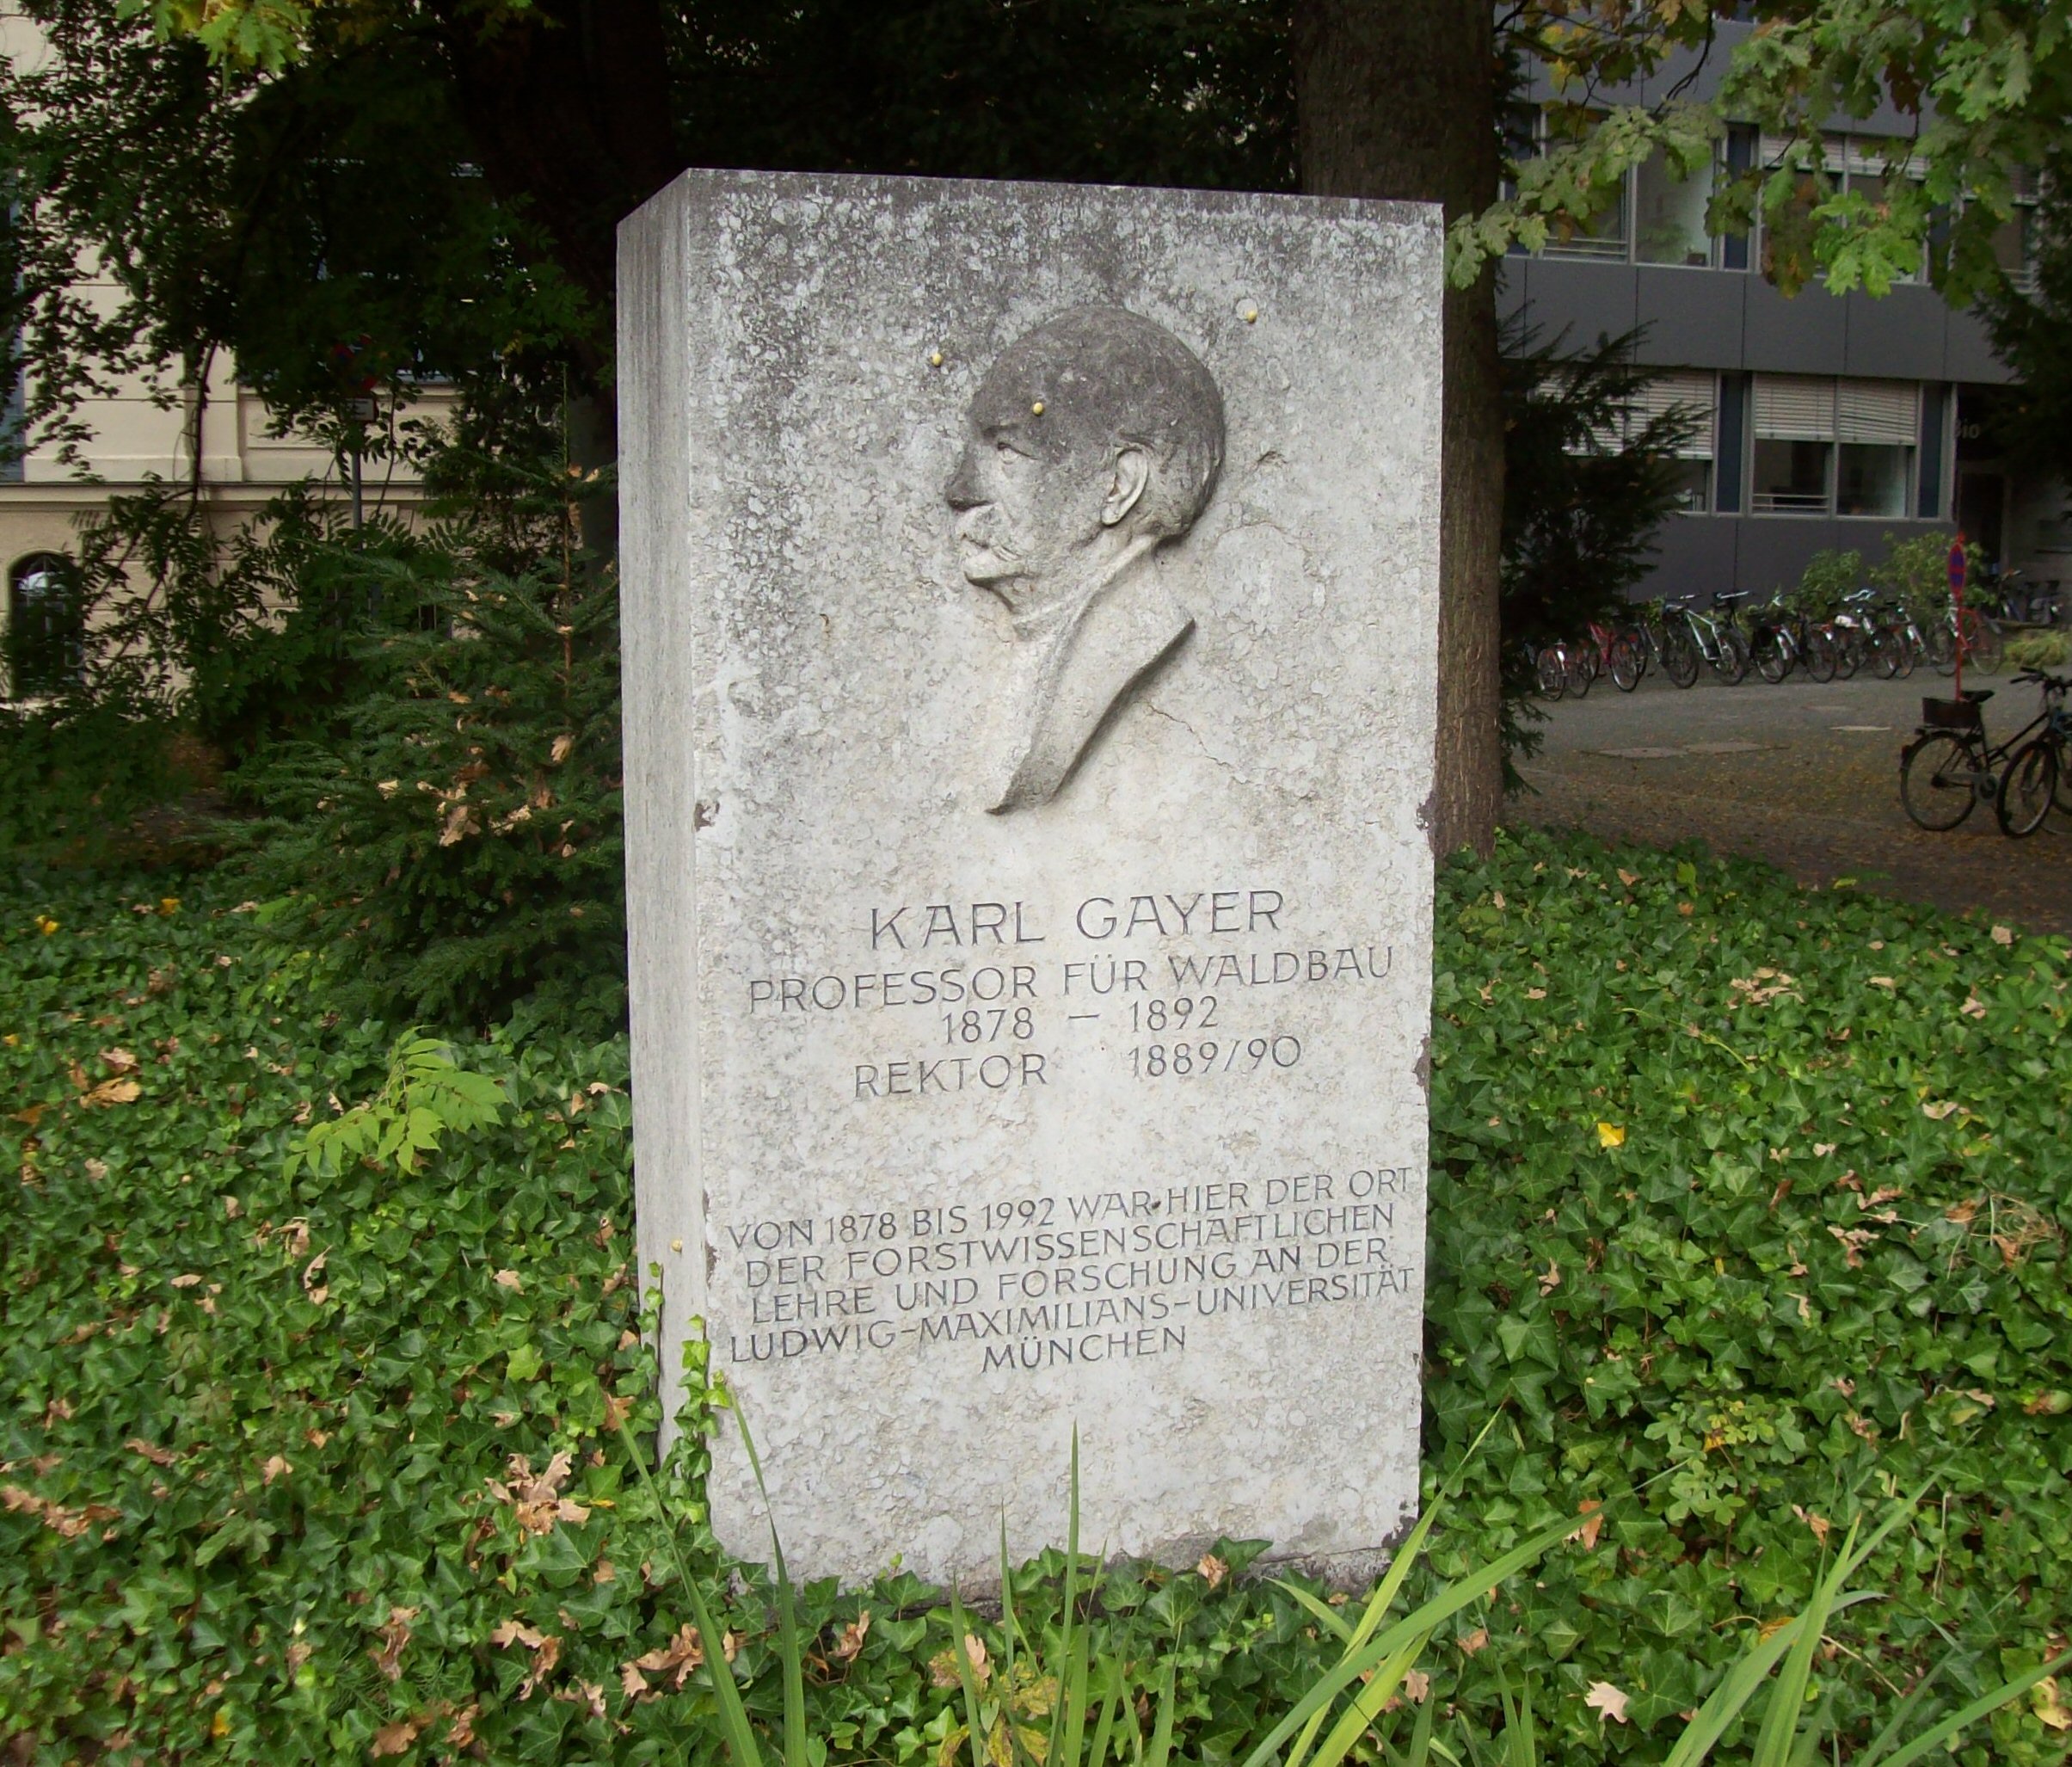 KARL GAYER
PROFESSOR FÜR WALDBAU
1878 – 1892
REKTOR 1889/90
VON 1878 BIS 1992 WAR HIER DER ORT
DER FORSTWISSENSCHAFTLICHEN
LEHRE UND FORSCHUNG AN DER
LUDWIG-MAXIMILIANS-UNIVERSITÄT
MÜNCHEN